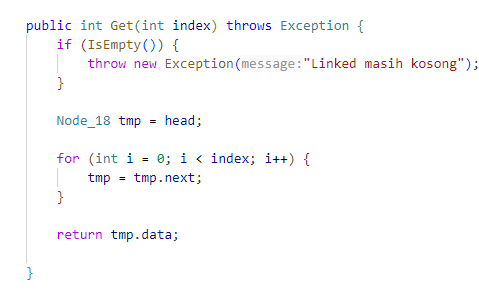 public int Get(int index) throws Exception {
    if (IsEmpty()) {
        throw new Exception(message:"Linked masih kosong");
    }
    Node_18 tmp = head;
    for (int i = 0; i < index; i++) {
        tmp = tmp.next;
    }
    return tmp.data;
}